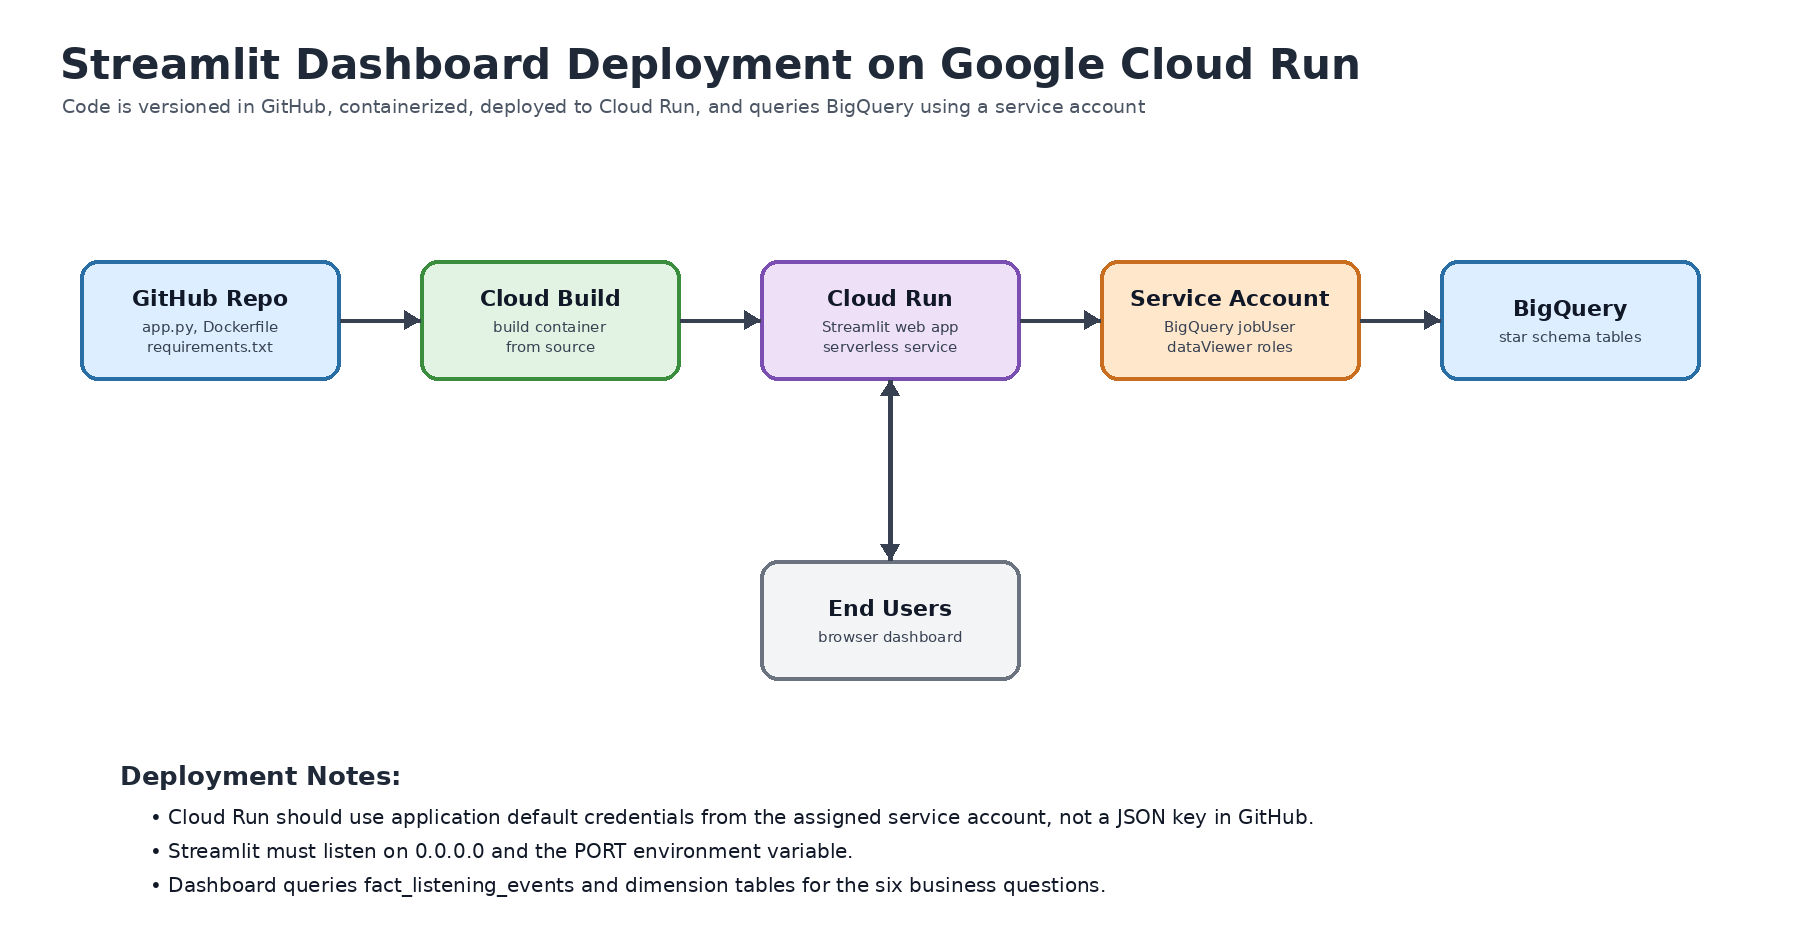 Streamlit Dashboard Deployment on Google Cloud Run
Code is versioned in GitHub, containerized, deployed to Cloud Run, and queries BigQuery using a service account
GitHub Repo
app.py, Dockerfile
requirements.txt
Cloud Build
build container
from source
Cloud Run
Streamlit web app
serverless service
Service Account
BigQuery jobUser
dataViewer roles
BigQuery
star schema tables
End Users
browser dashboard
Deployment Notes:
• Cloud Run should use application default credentials from the assigned service account, not a JSON key in GitHub.
• Streamlit must listen on 0.0.0.0 and the PORT environment variable.
• Dashboard queries fact_listening_events and dimension tables for the six business questions.